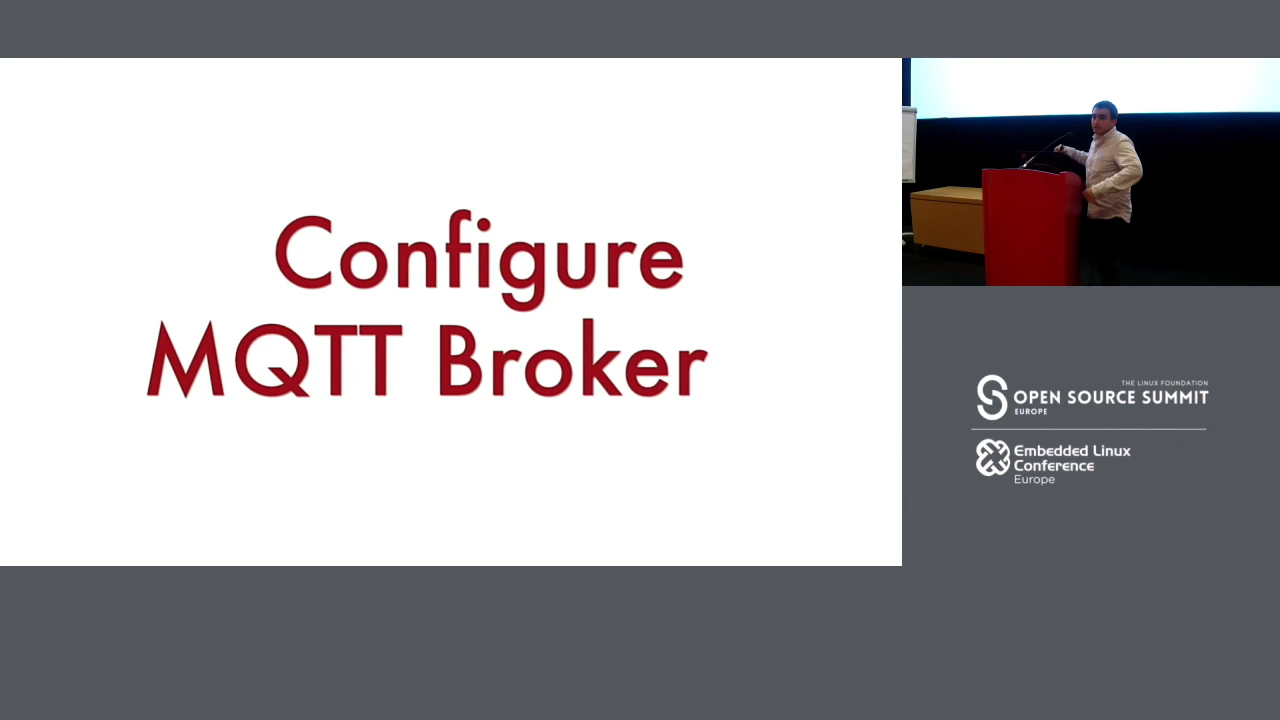 Configure
MQTT Broker
THE LINUX FOUNDATION
OPEN SOURCE SUMMIT
EUROPE
Embedded Linux
Conference
Europe